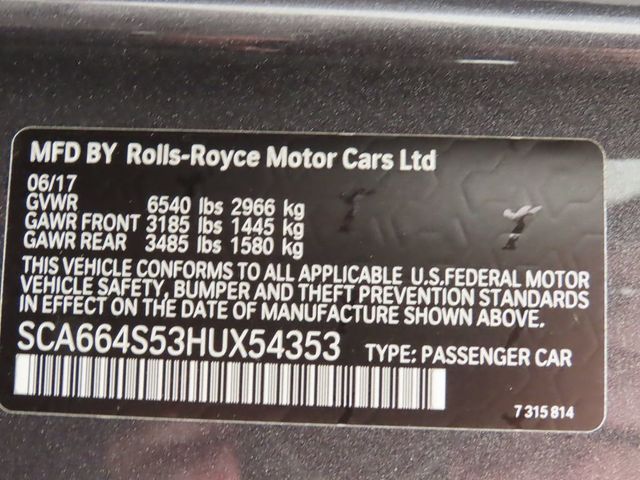 MFD BY Rolls-Royce Motor Cars Ltd
06/17
GVWR 6540 lbs 2966 kg
GAWR FRONT 3185 lbs 1445 kg
GAWR REAR 3485 lbs 1580 kg
THIS VEHICLE CONFORMS TO ALL APPLICABLE U.S.FEDERAL MOTOR
VEHICLE SAFETY, BUMPER AND THEFT PREVENTION STANDARDS
IN EFFECT ON THE DATE OF MANUFACTURE SHOWN ABOVE.
SCA664S53HUX54353 TYPE: PASSENGER CAR
7 315 814